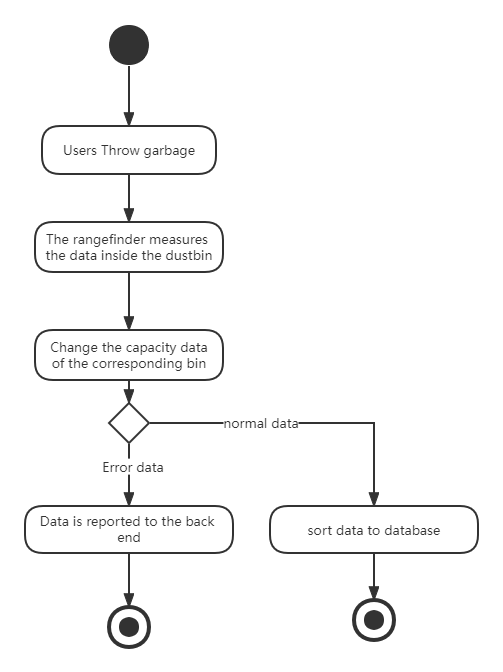 Users Throw garbage
The rangefinder measures
the data inside the dustbin
Change the capacity data
of the corresponding bin
normal data
Error data
Data is reported to the back
end
sort data to database